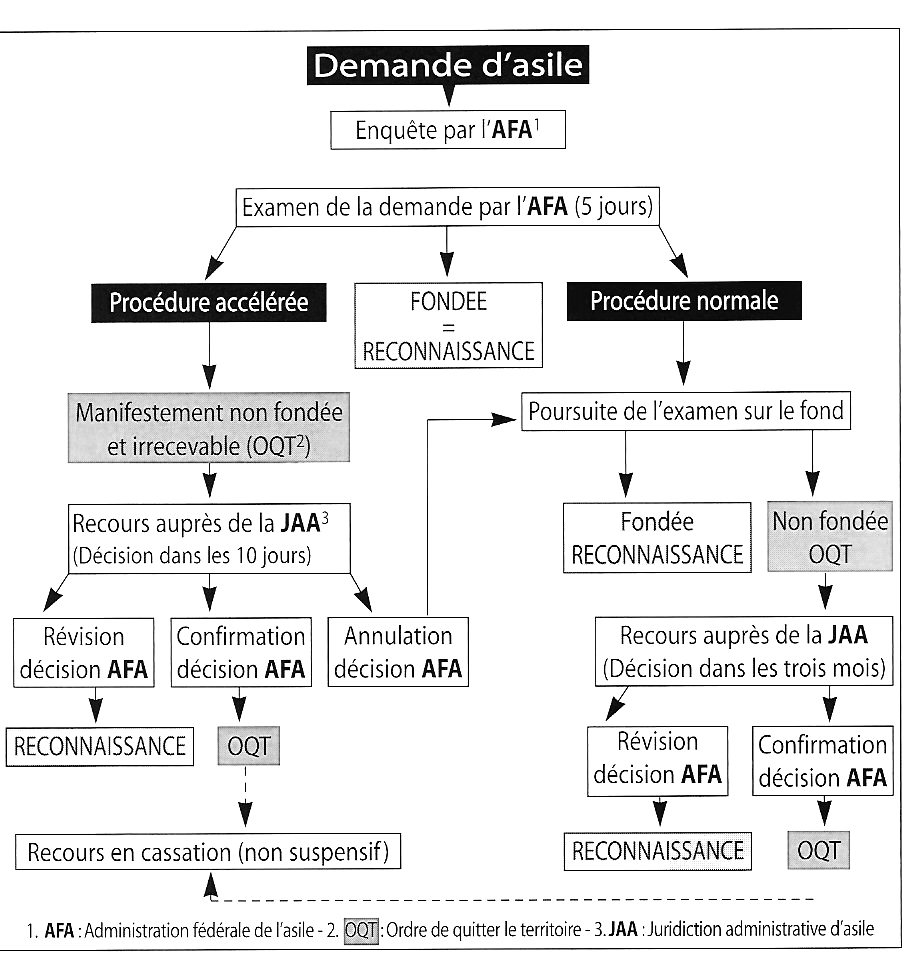 Demande d'asile
Enquête par l'AFA¹
Examen de la demande par l'AFA (5 jours)
Procédure accélérée
FONDEE
=
RECONNAISSANCE
Procédure normale
Manifestement non fondée
et irrecevable (OQT²)
Poursuite de l'examen sur le fond
Recours auprès de la JAA³
(Décision dans les 10 jours)
Fondée
RECONNAISSANCE
Non fondée
OQT
Révision
décision AFA
Confirmation
décision AFA
Annulation
décision AFA
Recours auprès de la JAA
(Décision dans les trois mois)
RECONNAISSANCE
OQT
Révision
décision AFA
Confirmation
décision AFA
Recours en cassation (non suspensif)
RECONNAISSANCE
OQT
1. AFA : Administration fédérale de l'asile - 2. OQT : Ordre de quitter le territoire - 3. JAA : Juridiction administrative d'asile